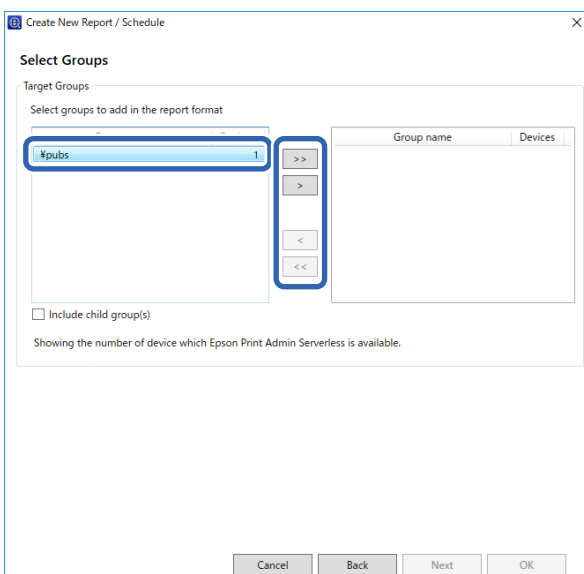 Create New Report / Schedule
Select Groups
Target Groups
Select groups to add in the report format
Group name Devices
¥pubs 1
>>
>
<
<<
Include child group(s)
Showing the number of device which Epson Print Admin Serverless is available.
Cancel Back Next OK